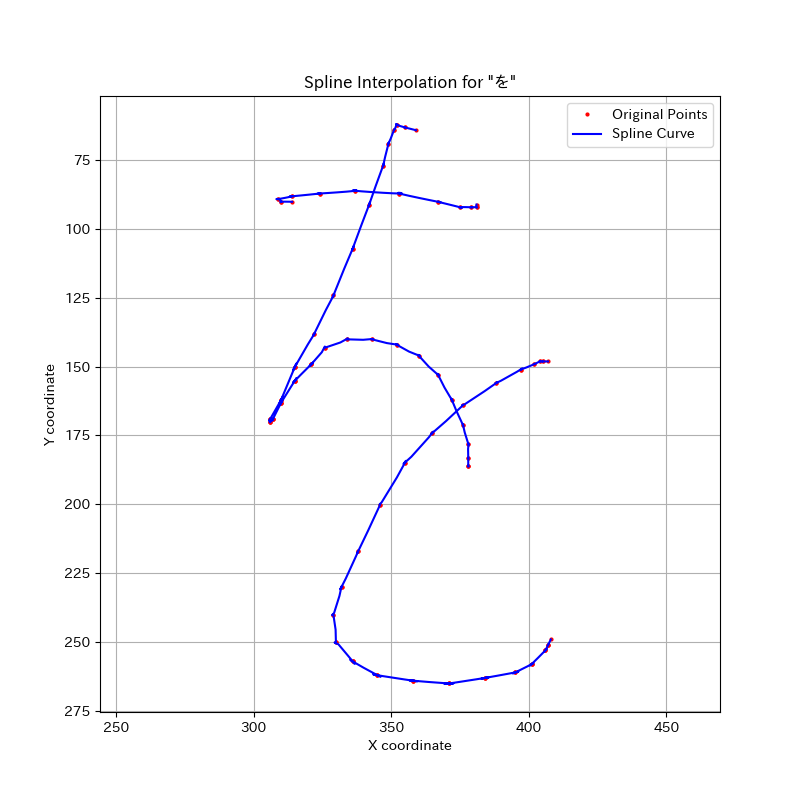 Spline Interpolation for "を"
Original Points
Spline Curve
75
100
125
150
175
200
225
250
275
Y coordinate
250 300 350 400 450
X coordinate
を